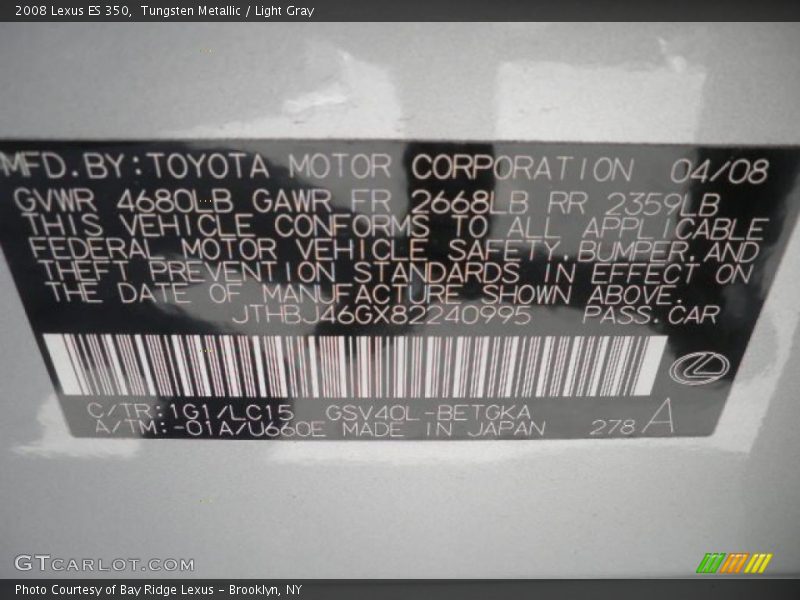 2008 Lexus ES 350,  Tungsten Metallic / Light Gray
MFD.BY:TOYOTA MOTOR CORPORATION 04/08
GVWR 4680LB GAWR FR 2668LB RR 2359LB
THIS VEHICLE CONFORMS TO ALL APPLICABLE
FEDERAL MOTOR VEHICLE SAFETY,BUMPER,AND
THEFT PREVENTION STANDARDS IN EFFECT ON
THE DATE OF MANUFACTURE SHOWN ABOVE.
JTHBJ46GX82240995 PASS.CAR
C/TR:1G1/LC15 GSV40L-BETGKA
A/TM:-01A/U660E MADE IN JAPAN 278 A
GTCARLOT.COM
Photo Courtesy of Bay Ridge Lexus – Brooklyn, NY